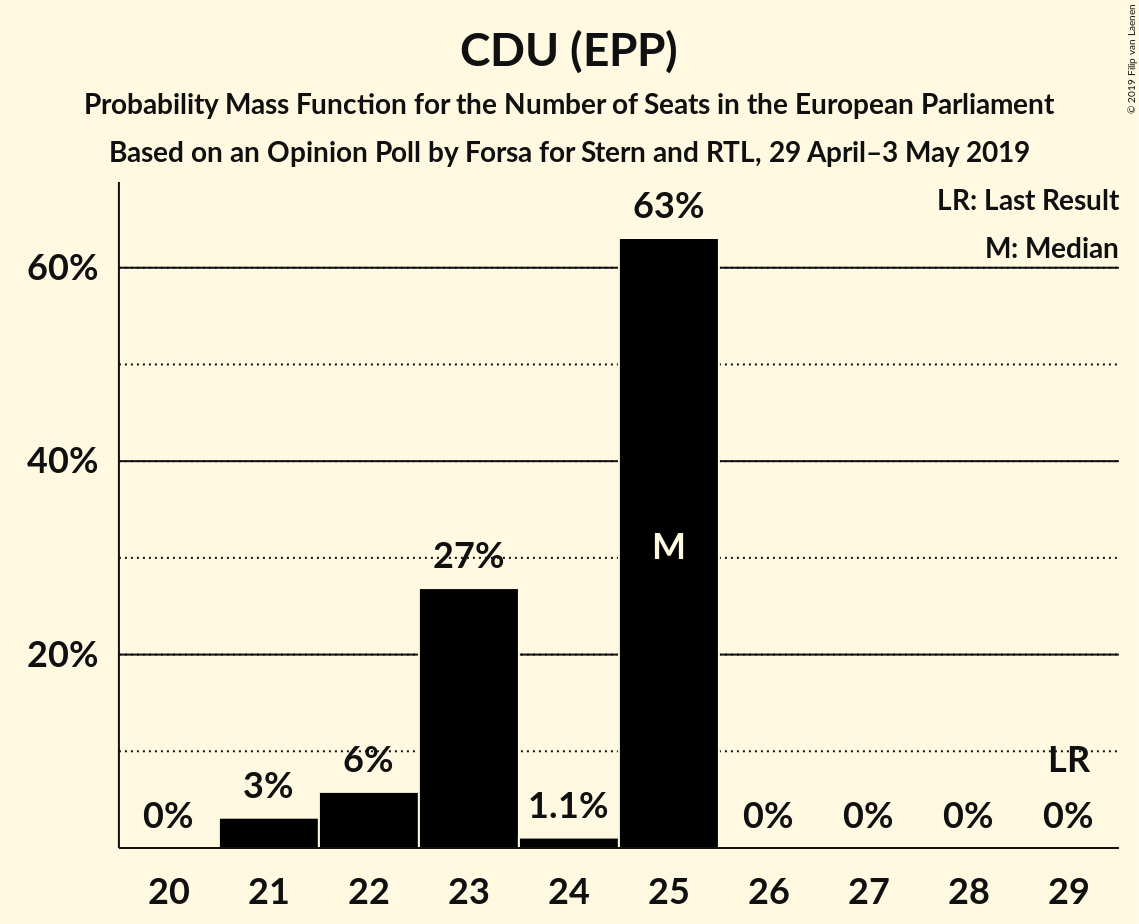 CDU (EPP)
Probability Mass Function for the Number of Seats in the European Parliament
Based on an Opinion Poll by Forsa for Stern and RTL, 29 April–3 May 2019
© 2019 Filip van Laenen
LR: Last Result
M: Median
60%
40%
20%
63%
M
27%
6%
3%
0%
1.1%
0%
0%
0%
LR
0%
20 21 22 23 24 25 26 27 28 29